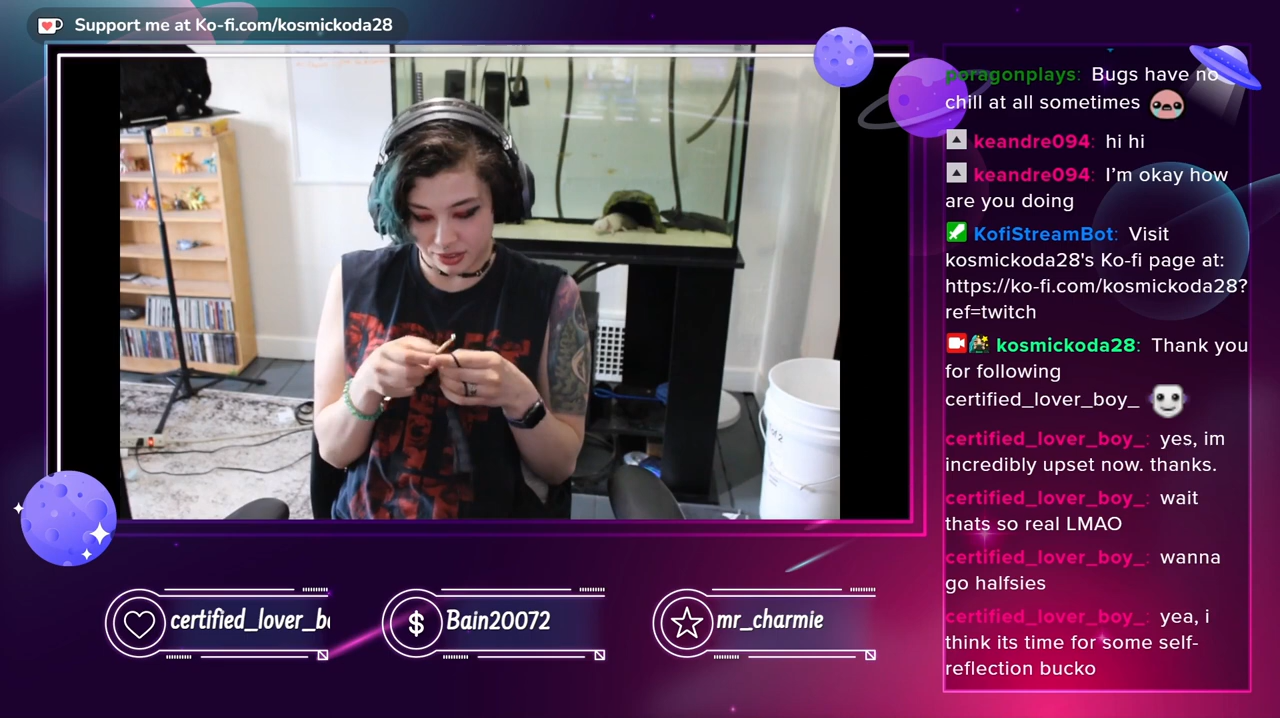 Support me at Ko-fi.com/kosmickoda28
poragonplays: Bugs have no
chill at all sometimes
keandre094: hi hi
keandre094: I'm okay how
are you doing
KofiStreamBot: Visit
kosmickoda28's Ko-fi page at:
https://ko-fi.com/kosmickoda28?
ref=twitch
kosmickoda28: Thank you
for following
certified_lover_boy_
certified_lover_boy_: yes, im
incredibly upset now. thanks.
certified_lover_boy_: wait
thats so real LMAO
certified_lover_boy_: wanna
go halfsies
certified_lover_boy_: yea, i
think its time for some self-
reflection bucko
certified_lover_bo
$ Bain20072
mr_charmie